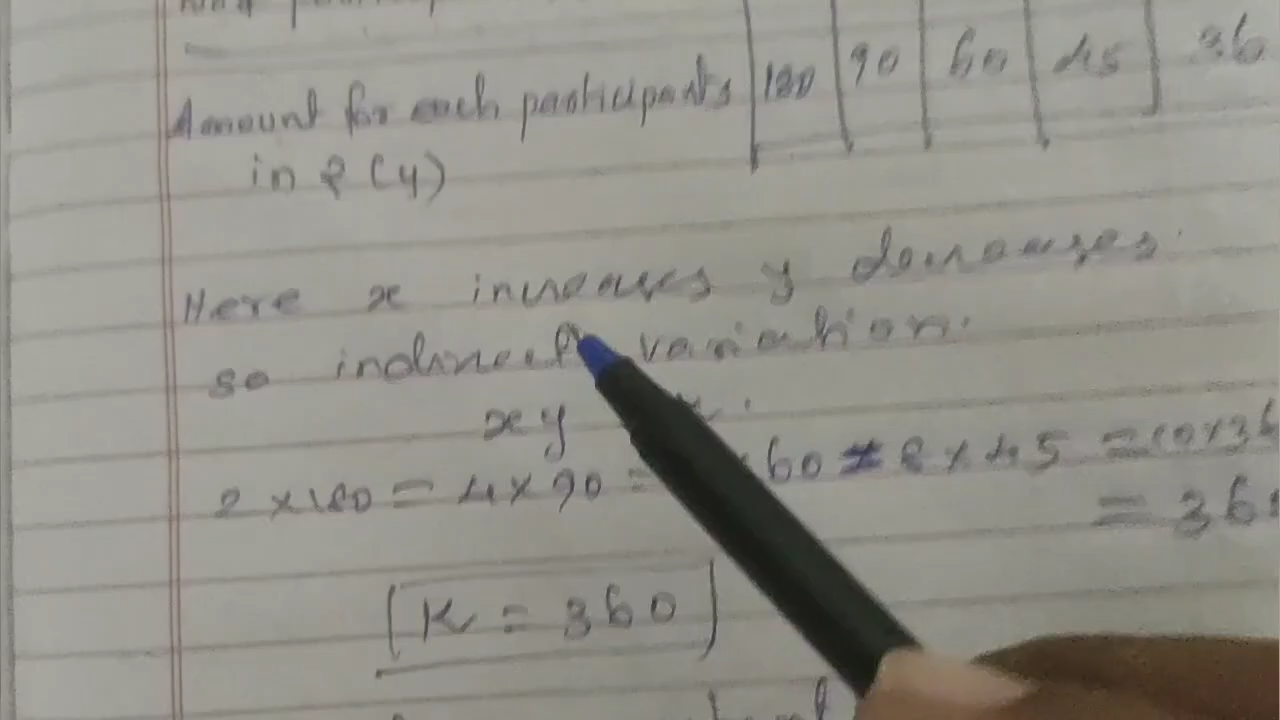 Amount for each participants | 180 | 90 | 60 | 45 | 36
in ₹ (y)
Here x increases y decreases.
so indirect variation.
xy
2 × 180 = 4 × 90 = 60 = 8 × 45 = 10 × 36
= 360
K = 360